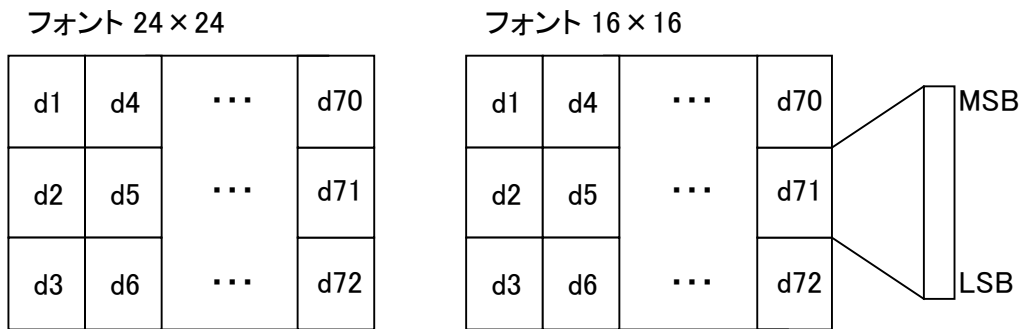 フォント 24×24
d1 d4 ・・・ d70
d2 d5 ・・・ d71
d3 d6 ・・・ d72
フォント 16×16
d1 d4 ・・・ d70 MSB
d2 d5 ・・・ d71
d3 d6 ・・・ d72 LSB